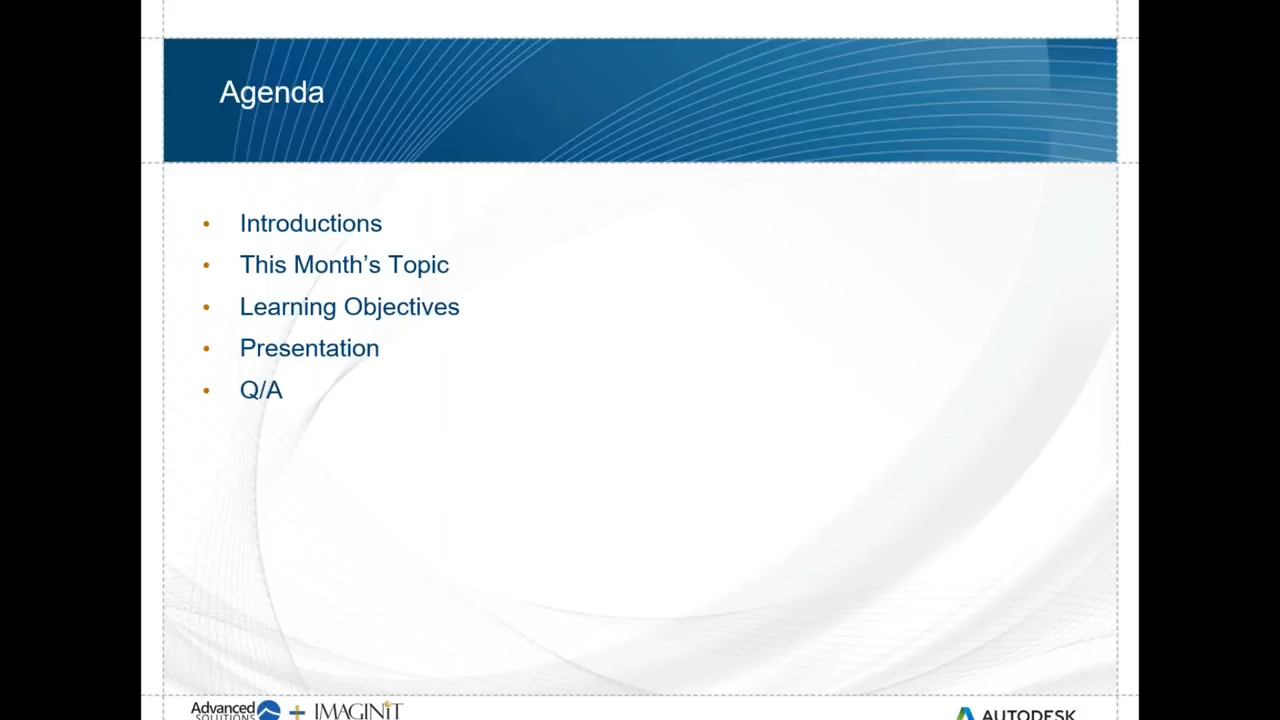 Agenda
• Introductions
• This Month’s Topic
• Learning Objectives
• Presentation
• Q/A
Advanced
SOLUTIONS
+ IMAGINiT
AUTODESK